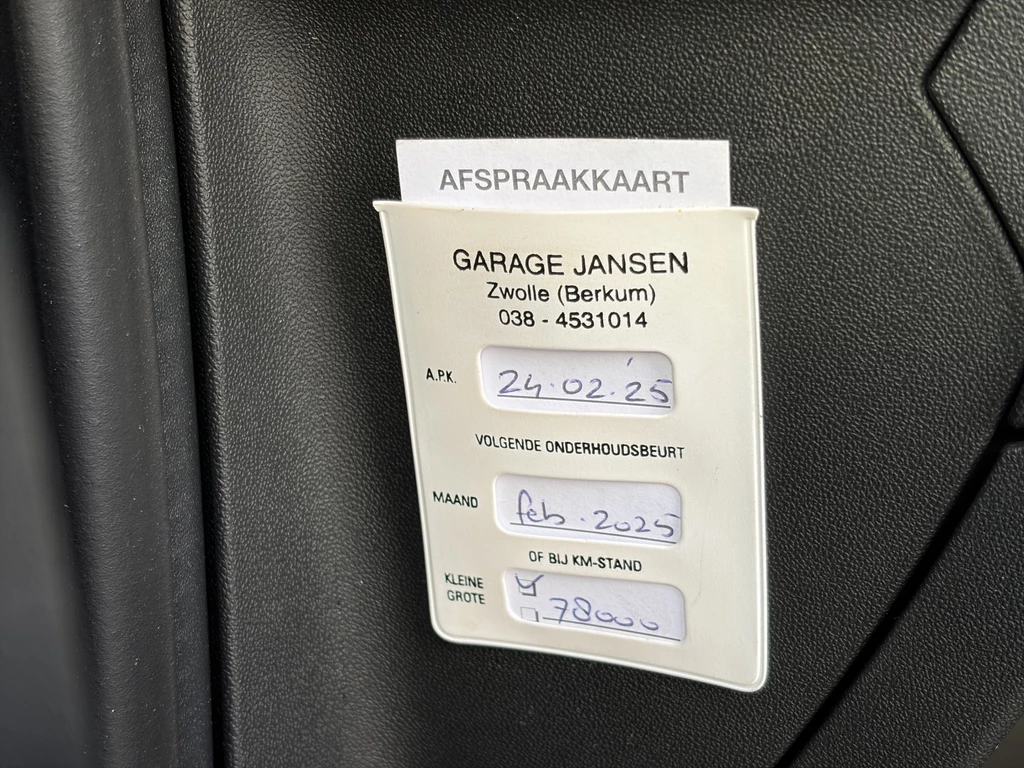 AFSPRAAKKAART
GARAGE JANSEN
Zwolle (Berkum)
038 - 4531014
A.P.K. 24.02.'25
VOLGENDE ONDERHOUDSBEURT
MAAND feb. 2025
OF BIJ KM-STAND
KLEINE
GROTE 78000